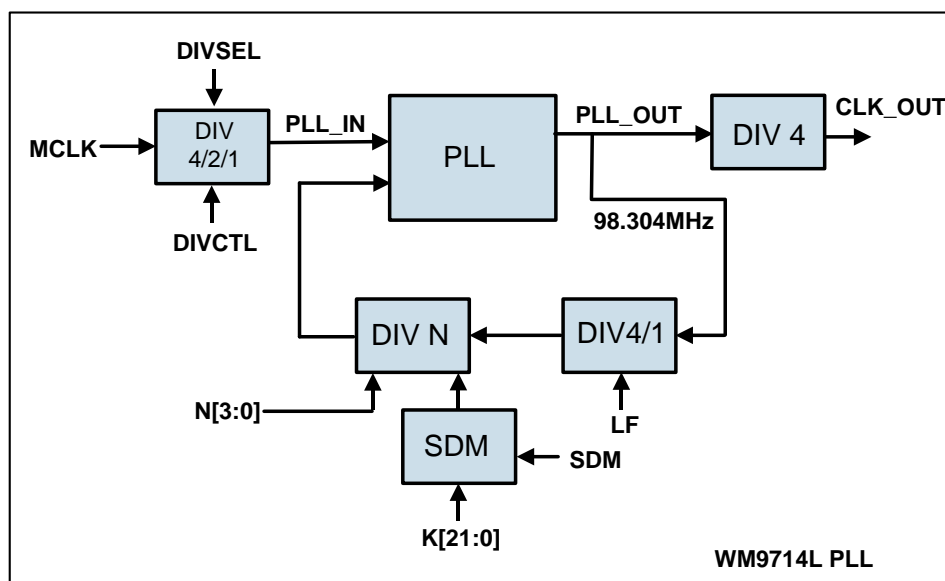 DIVSEL
MCLK
DIV
4/2/1
DIVCTL
PLL_IN
PLL
PLL_OUT
DIV 4
CLK_OUT
98.304MHz
DIV N
DIV4/1
N[3:0]
LF
SDM
SDM
K[21:0]
WM9714L PLL